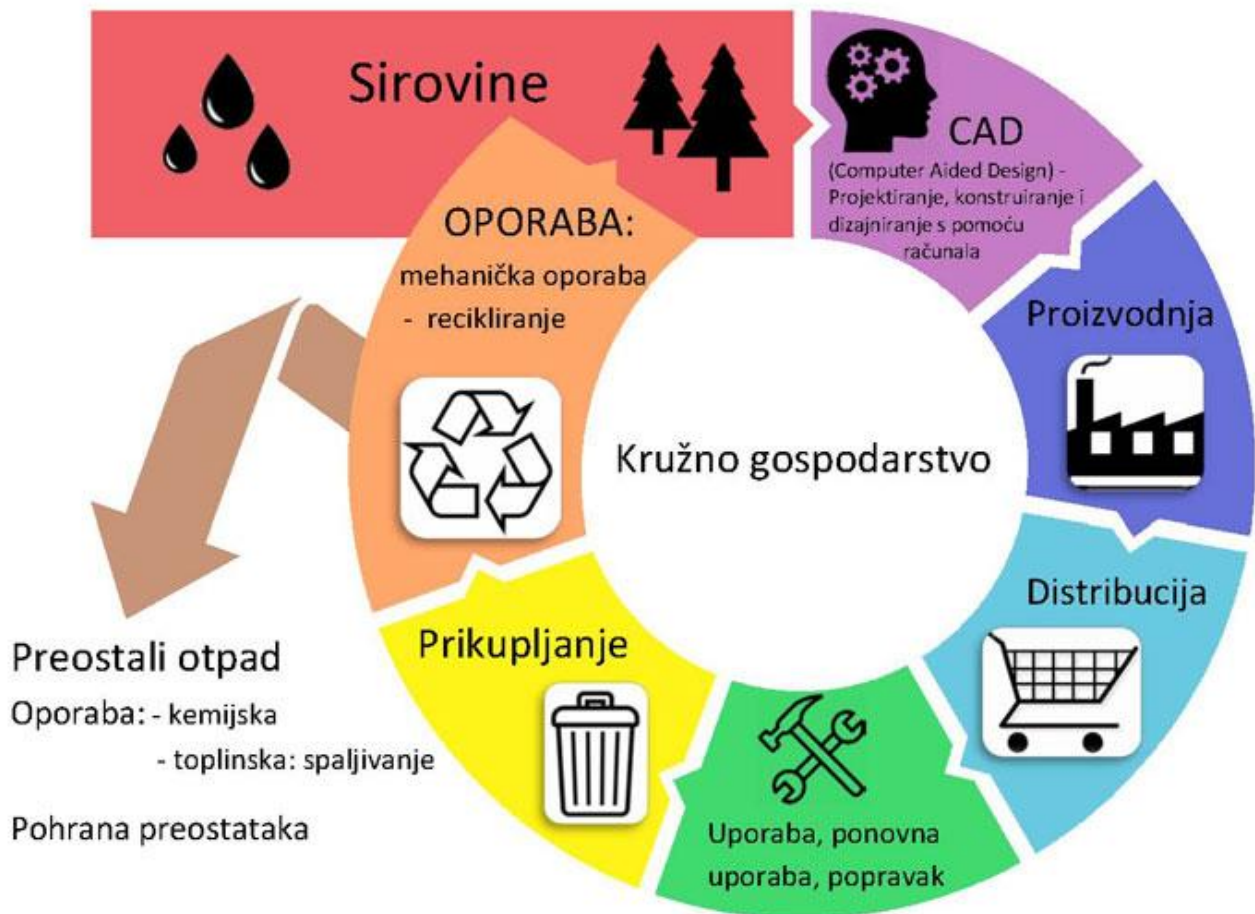 Sirovine
CAD
(Computer Aided Design) -
Projektiranje, konstruiranje i
dizajniranje s pomoću
računala
Proizvodnja
Distribucija
Uporaba, ponovna
uporaba, popravak
Prikupljanje
OPORABA:
mehanička oporaba
- recikliranje
Kružno gospodarstvo
Preostali otpad
Oporaba: - kemijska
- toplinska: spaljivanje
Pohrana preostataka